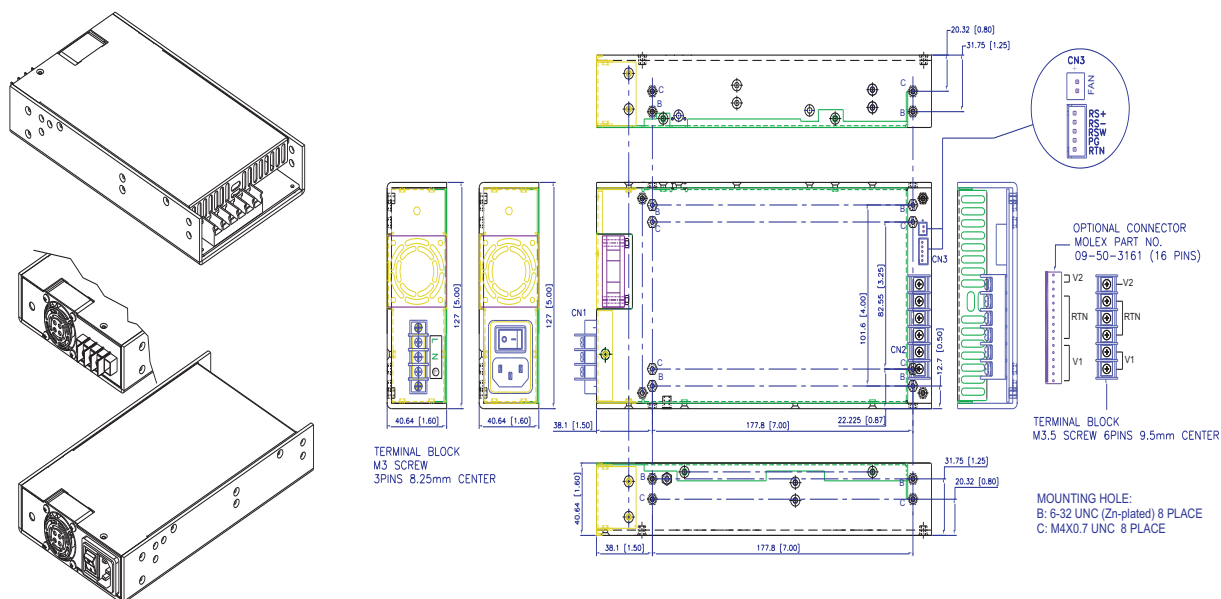 20.32 [0.80]
31.75 [1.25]
C
B
C
B
CN3
FAN
RS+
RS-
RSW
PG
RTN
127 [5.00]
L
N
40.64 [1.60]
127 [5.00]
40.64 [1.60]
TERMINAL BLOCK
M3 SCREW
3PINS 8.25mm CENTER
CN1
B
C
B
C
CN3
101.6 [4.00]
82.55 [3.25]
CN2
12.7 [0.50]
C
B
C
B
38.1 [1.50]
177.8 [7.00]
22.225 [0.87]
OPTIONAL CONNECTOR
MOLEX PART NO.
09-50-3161 (16 PINS)
V2
RTN
V1
V2
RTN
V1
TERMINAL BLOCK
M3.5 SCREW 6PINS 9.5mm CENTER
40.64 [1.60]
B
C
B
C
31.75 [1.25]
20.32 [0.80]
38.1 [1.50]
177.8 [7.00]
MOUNTING HOLE:
B: 6-32 UNC (Zn-plated) 8 PLACE
C: M4X0.7 UNC 8 PLACE